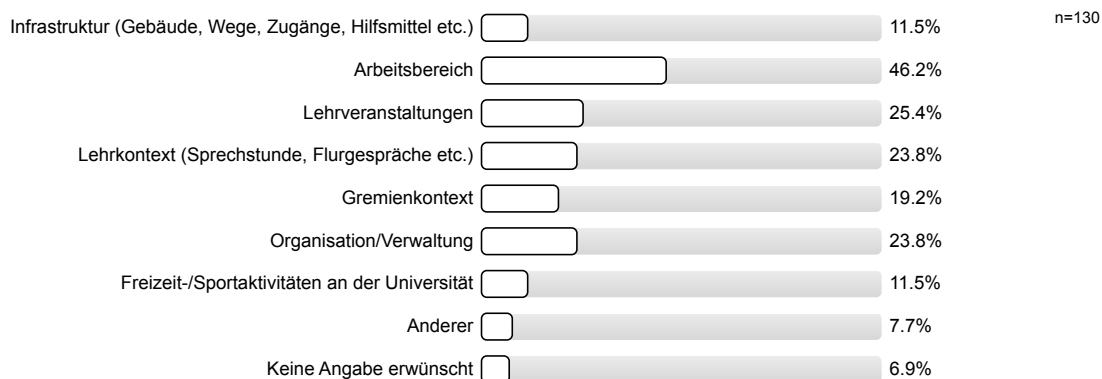 Infrastruktur (Gebäude, Wege, Zugänge, Hilfsmittel etc.) 11.5% n=130
Arbeitsbereich 46.2%
Lehrveranstaltungen 25.4%
Lehrkontext (Sprechstunde, Flurgespräche etc.) 23.8%
Gremienkontext 19.2%
Organisation/Verwaltung 23.8%
Freizeit-/Sportaktivitäten an der Universität 11.5%
Anderer 7.7%
Keine Angabe erwünscht 6.9%